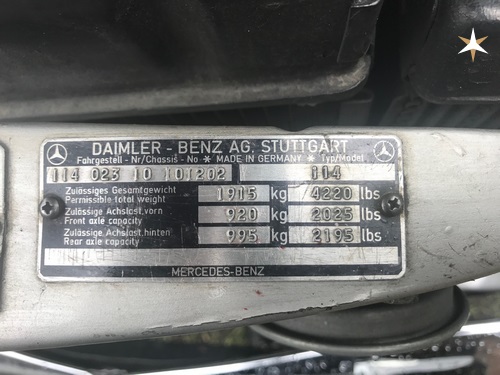 DAIMLER - BENZ AG. STUTTGART
Fahrgestell - Nr/Chassis - No * MADE IN GERMANY * Typ/Model
114 023 10 101202 114
Zulässiges Gesamtgewicht
Permissible total weight 1915 kg 4220 lbs
Zulässige Achslast.vorn
Front axle capacity 920 kg 2025 lbs
Zulässige Achslast.hinten
Rear axle capacity 995 kg 2195 lbs
MERCEDES-BENZ